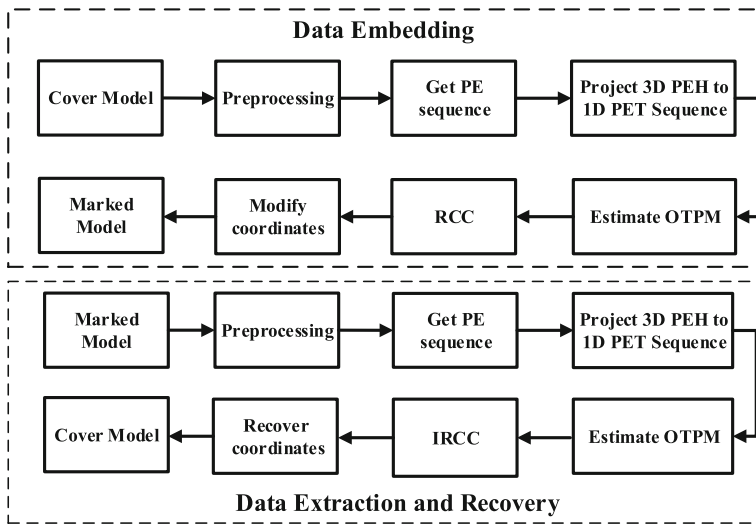 Data Embedding
Cover Model
Preprocessing
Get PE
sequence
Project 3D PEH to
1D PET Sequence
Marked
Model
Modify
coordinates
RCC
Estimate OTPM
Marked
Model
Preprocessing
Get PE
sequence
Project 3D PEH to
1D PET Sequence
Cover Model
Recover
coordinates
IRCC
Estimate OTPM
Data Extraction and Recovery